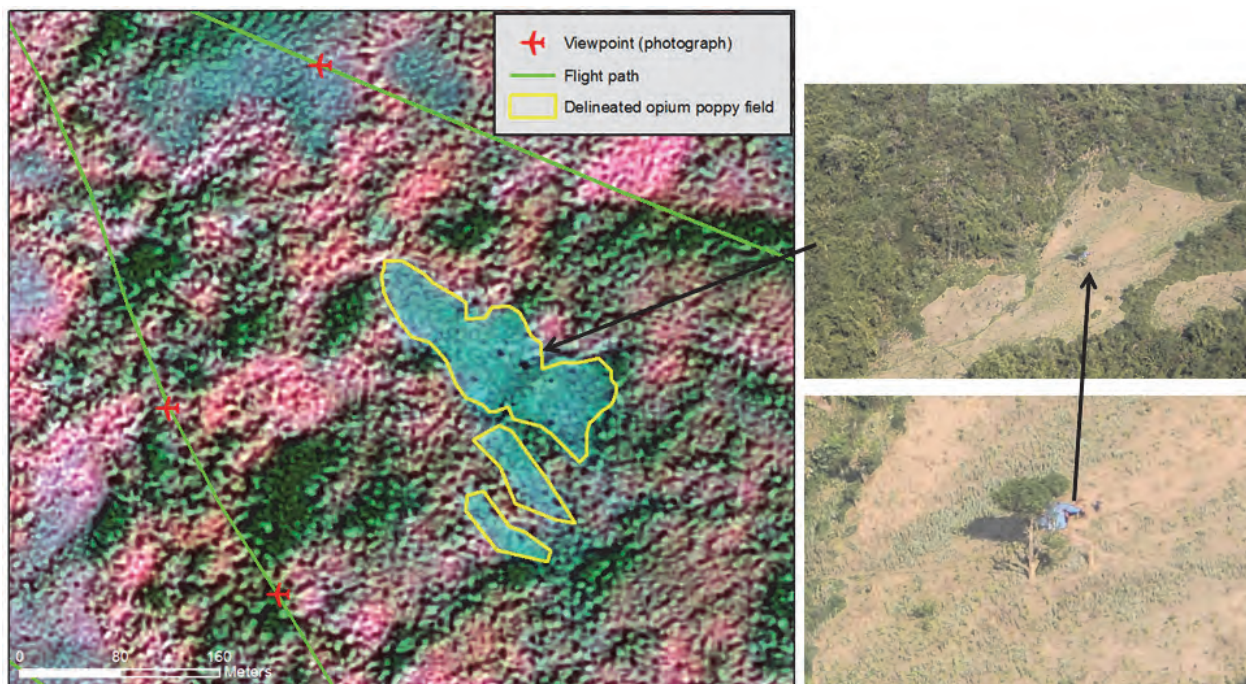 Viewpoint (photograph)
Flight path
Delineated opium poppy field
0 80 160
Meters